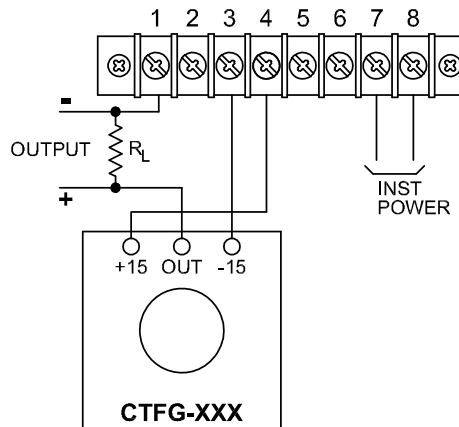 1 2 3 4 5 6 7 8
-
OUTPUT
RL
+
INST
POWER
+15 OUT -15
CTFG-XXX